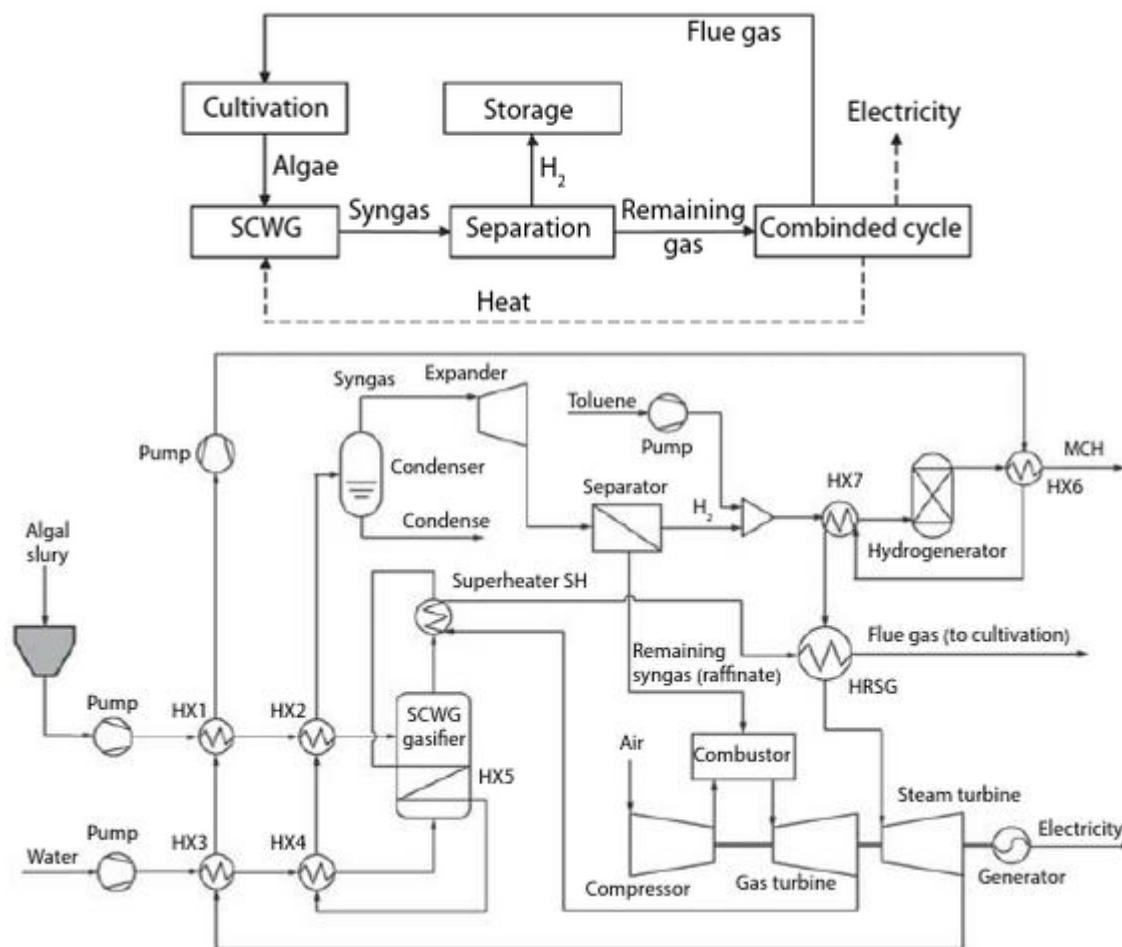 Flue gas
Cultivation
Storage
Electricity
Algae
H2
SCWG
Syngas
Separation
Remaining
gas
Combinded cycle
Heat
Syngas
Expander
Toluene
Pump
Pump
Condenser
Separator
HX7
MCH
HX6
Condense
H2
Hydrogenerator
Algal
slury
Superheater SH
Remaining
syngas (raffinate)
Flue gas (to cultivation)
HRSG
Pump
HX1
HX2
SCWG
gasifier
HX5
Air
Combustor
Steam turbine
Pump
HX3
HX4
Electricity
Water
Compressor
Gas turbine
Generator